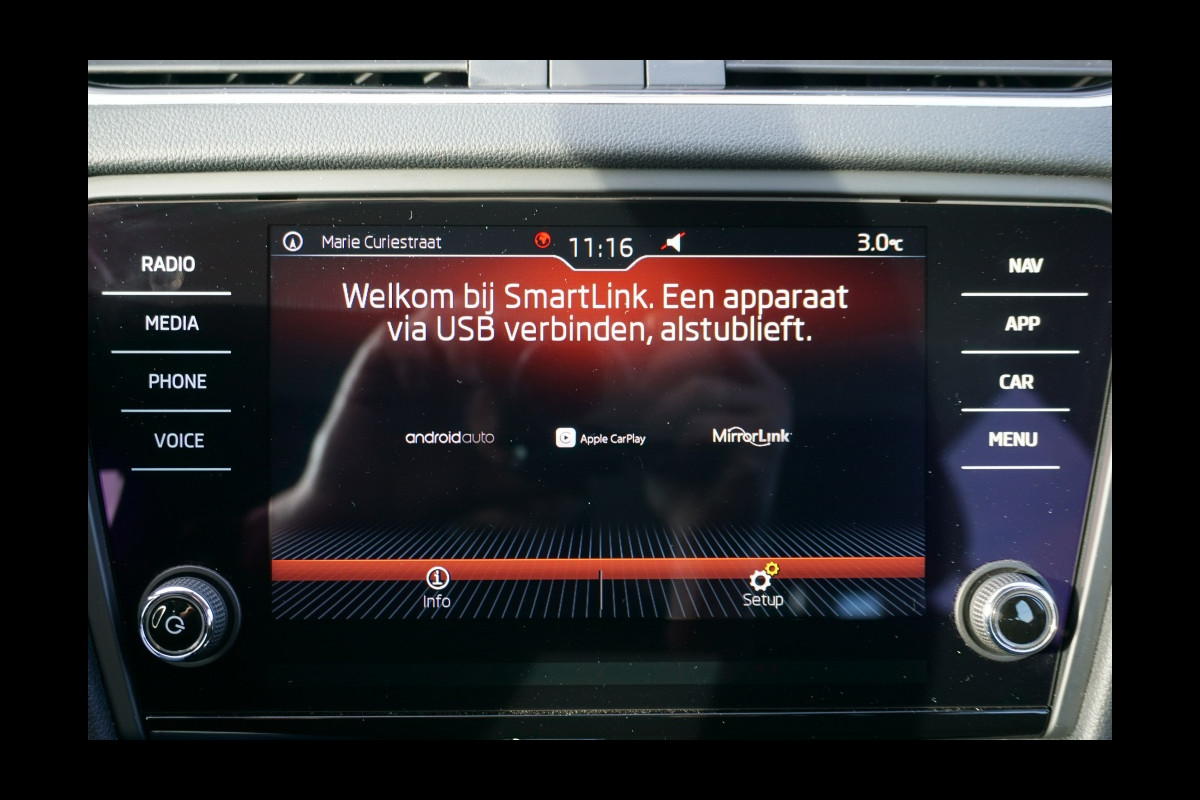 Marie Curiestraat 11:16 3.0°C
RADIO
MEDIA
PHONE
VOICE
Welkom bij SmartLink. Een apparaat
via USB verbinden, alstublieft.
androidauto Apple CarPlay MirrorLink
Info Setup
NAV
APP
CAR
MENU